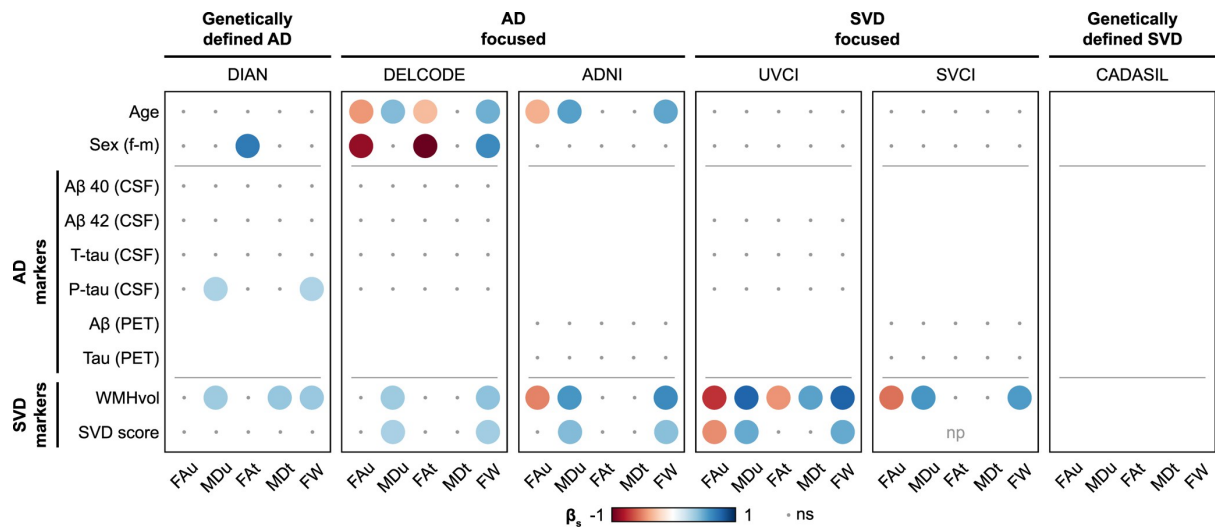 Genetically
defined AD
AD
focused
SVD
focused
Genetically
defined SVD
DIAN
DELCODE
ADNI
UVCI
SVCI
CADASIL
Age
Sex (f-m)
AD
markers
Aβ 40 (CSF)
Aβ 42 (CSF)
T-tau (CSF)
P-tau (CSF)
Aβ (PET)
Tau (PET)
SVD
markers
WMHvol
SVD score
np
FAu MDu FAt MDt FW
FAu MDu FAt MDt FW
FAu MDu FAt MDt FW
FAu MDu FAt MDt FW
FAu MDu FAt MDt FW
FAu MDu FAt MDt FW
βs -1 1 ns